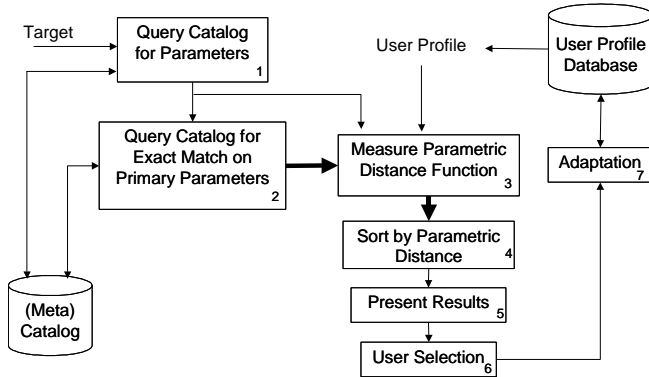 Target
Query Catalog
for Parameters
1
User Profile
User Profile
Database
Query Catalog for
Exact Match on
Primary Parameters
2
Measure Parametric
Distance Function
3
Adaptation
7
Sort by Parametric
Distance
4
(Meta)
Catalog
Present Results
5
User Selection
6